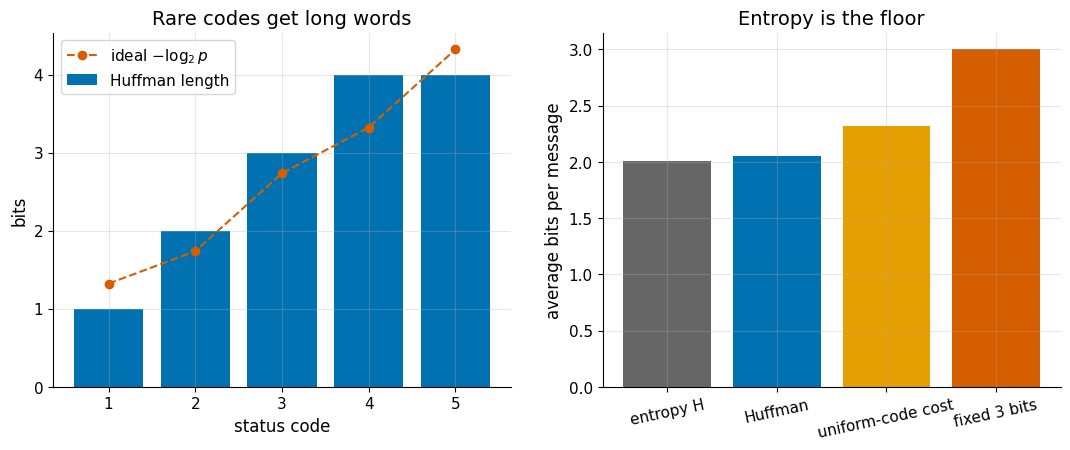 Rare codes get long words
ideal −log₂ p
Huffman length
bits
4
3
2
1
0
1 2 3 4 5
status code
Entropy is the floor
average bits per message
3.0
2.5
2.0
1.5
1.0
0.5
0.0
entropy H
Huffman
uniform-code cost
fixed 3 bits